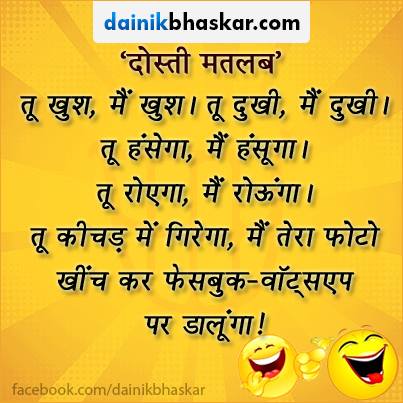 dainikbhaskar.com
‘दोस्ती मतलब’
तू खुश, मैं खुश। तू दुखी, मैं दुखी।
तू हंसेगा, मैं हंसूगा।
तू रोएगा, मैं रोऊंगा।
तू कीचड़ में गिरेगा, मैं तेरा फोटो
खींच कर फेसबुक-वॉट्सएप
पर डालूंगा!
facebook.com/dainikbhaskar